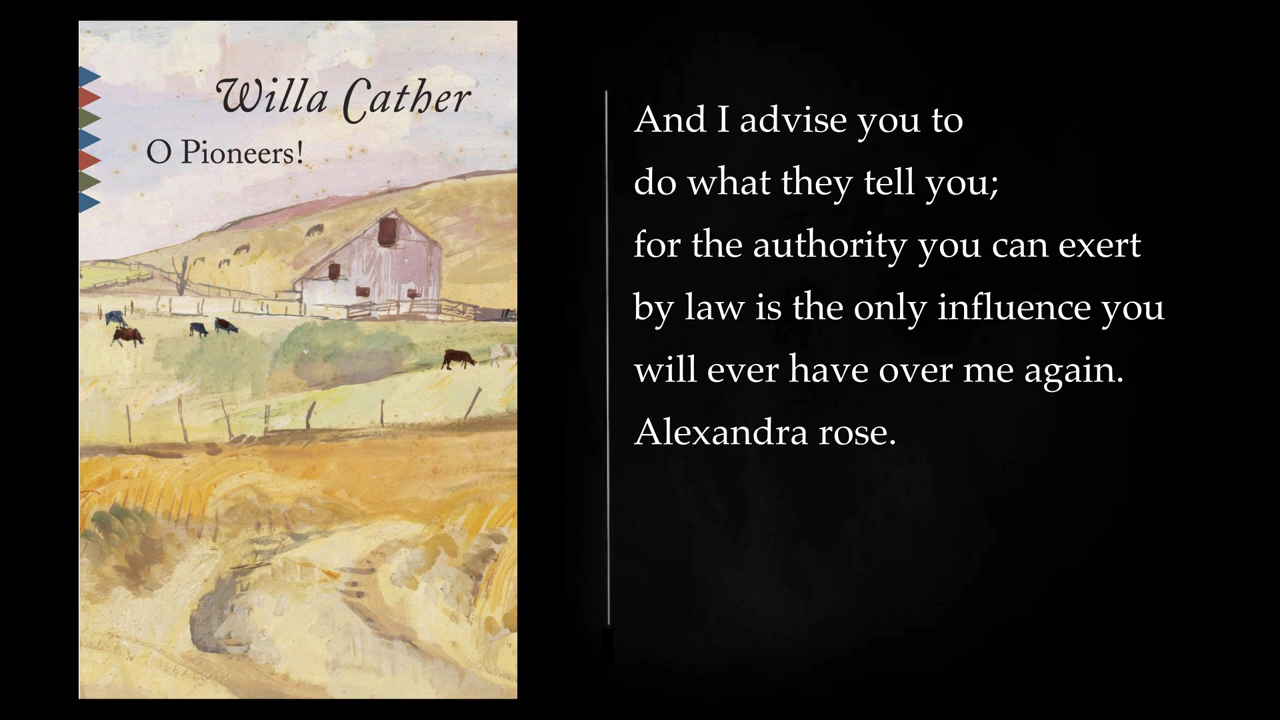 Willa Cather
O Pioneers!
And I advise you to
do what they tell you;
for the authority you can exert
by law is the only influence you
will ever have over me again.
Alexandra rose.